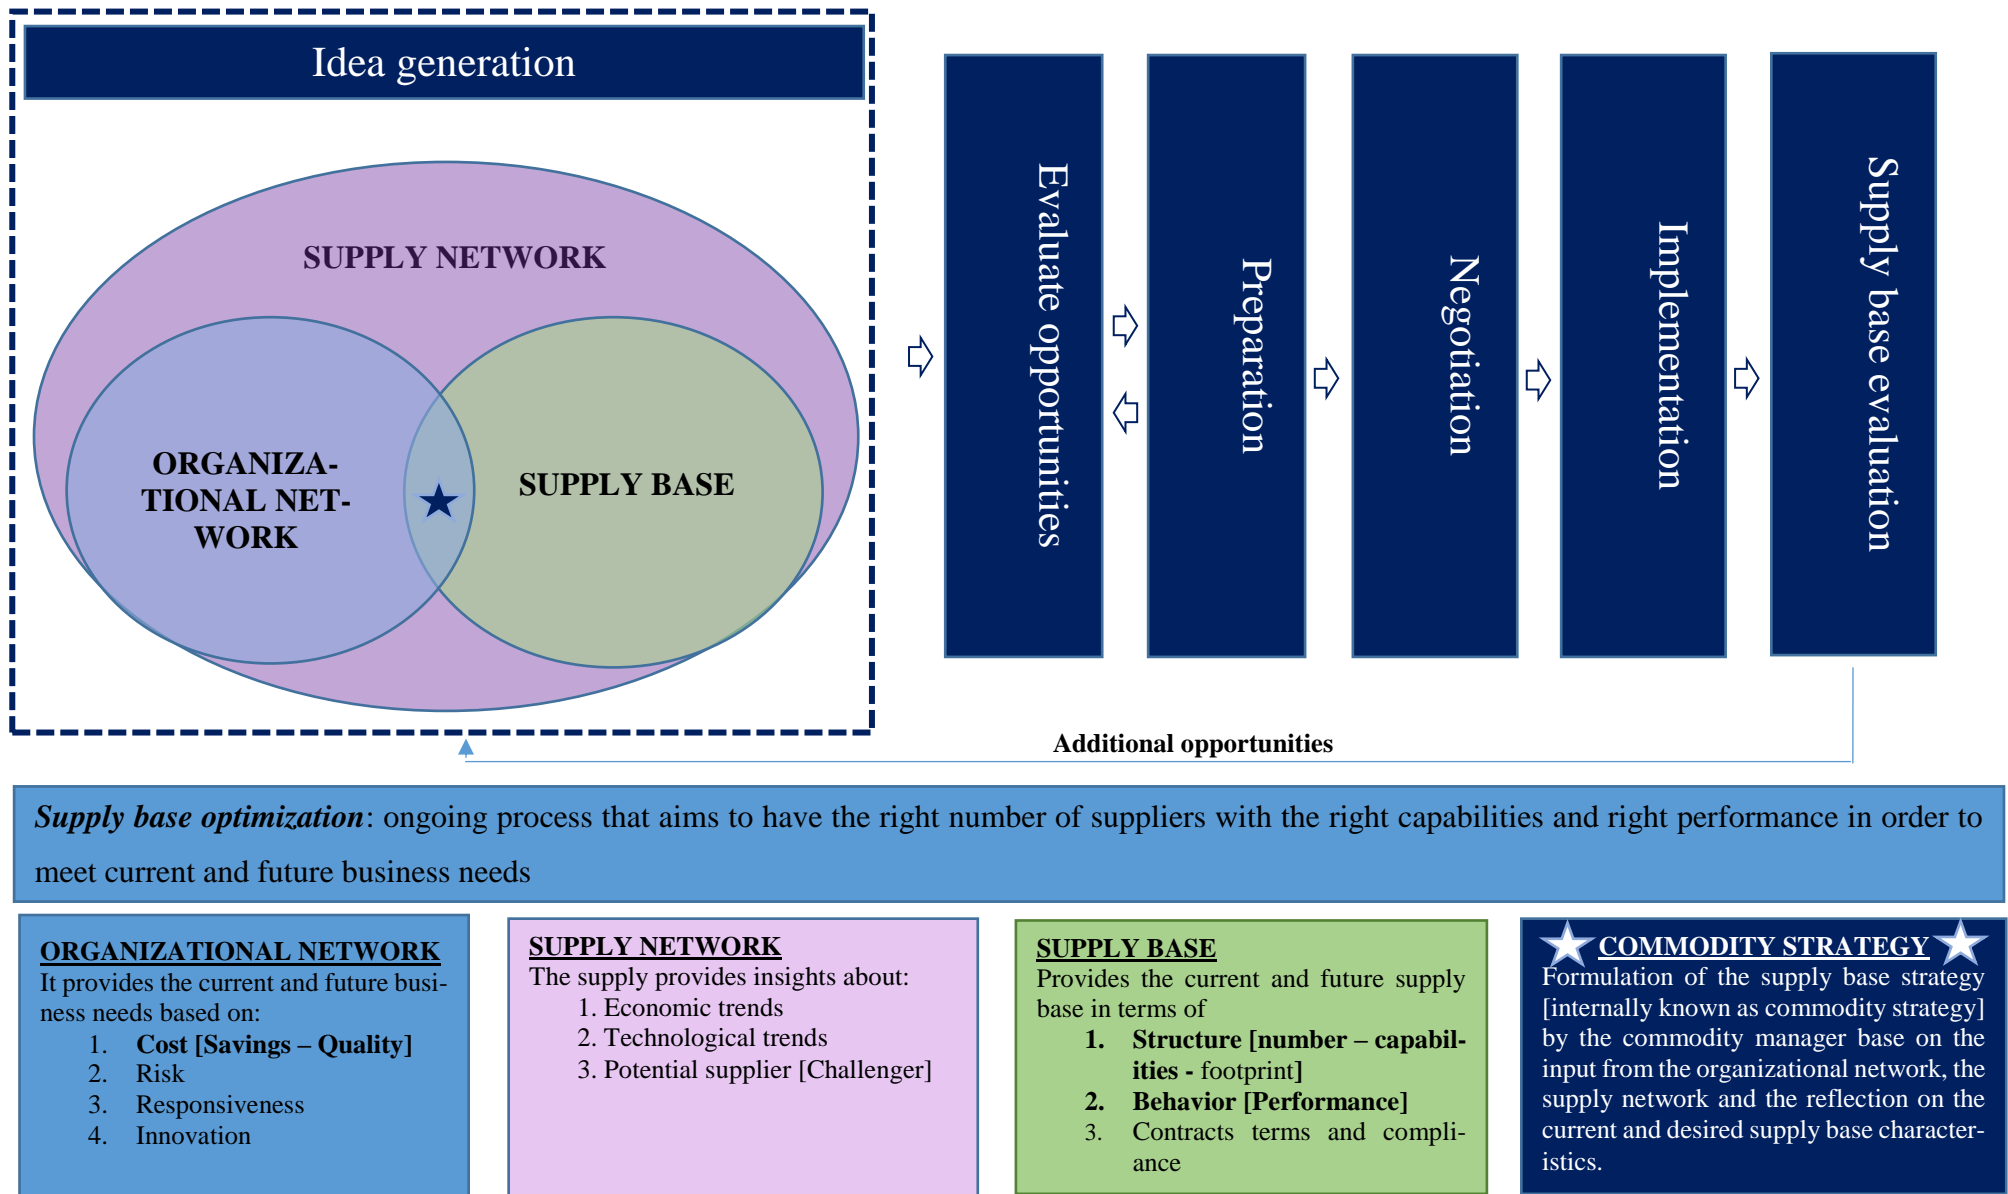 Idea generation
SUPPLY NETWORK
ORGANIZA-
TIONAL NET-
WORK
SUPPLY BASE
Evaluate opportunities
Preparation
Negotiation
Implementation
Supply base evaluation
Additional opportunities
Supply base optimization: ongoing process that aims to have the right number of suppliers with the right capabilities and right performance in order to
meet current and future business needs
ORGANIZATIONAL NETWORK
It provides the current and future busi-
ness needs based on:
1. Cost [Savings – Quality]
2. Risk
3. Responsiveness
4. Innovation
SUPPLY NETWORK
The supply provides insights about:
1. Economic trends
2. Technological trends
3. Potential supplier [Challenger]
SUPPLY BASE
Provides the current and future supply
base in terms of
1. Structure [number – capabil-
ities - footprint]
2. Behavior [Performance]
3. Contracts terms and compli-
ance
COMMODITY STRATEGY
Formulation of the supply base strategy
[internally known as commodity strategy]
by the commodity manager base on the
input from the organizational network, the
supply network and the reflection on the
current and desired supply base character-
istics.